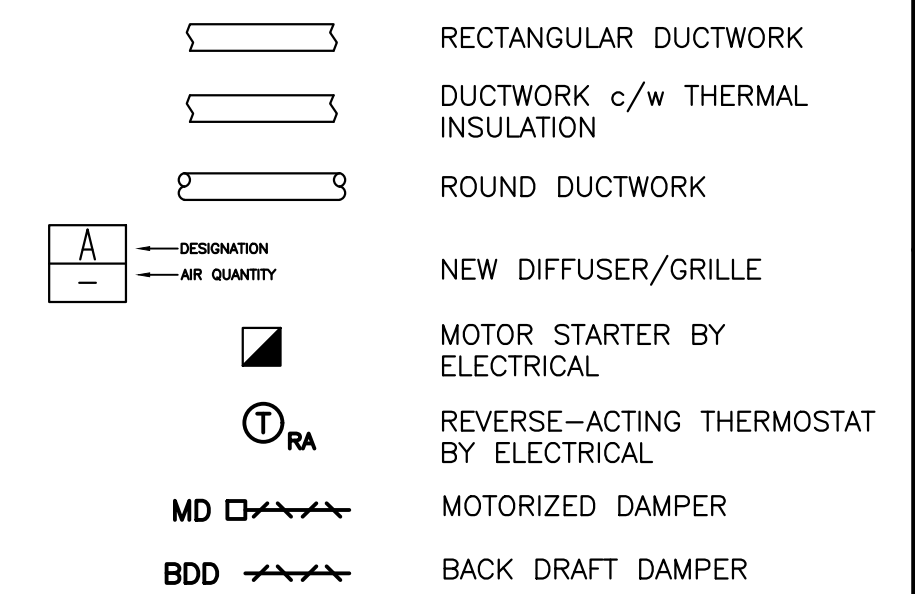 RECTANGULAR DUCTWORK
DUCTWORK c/w THERMAL
INSULATION
ROUND DUCTWORK
A
DESIGNATION
–
AIR QUANTITY
NEW DIFFUSER/GRILLE
MOTOR STARTER BY
ELECTRICAL
T RA
REVERSE–ACTING THERMOSTAT
BY ELECTRICAL
MD
MOTORIZED DAMPER
BDD
BACK DRAFT DAMPER